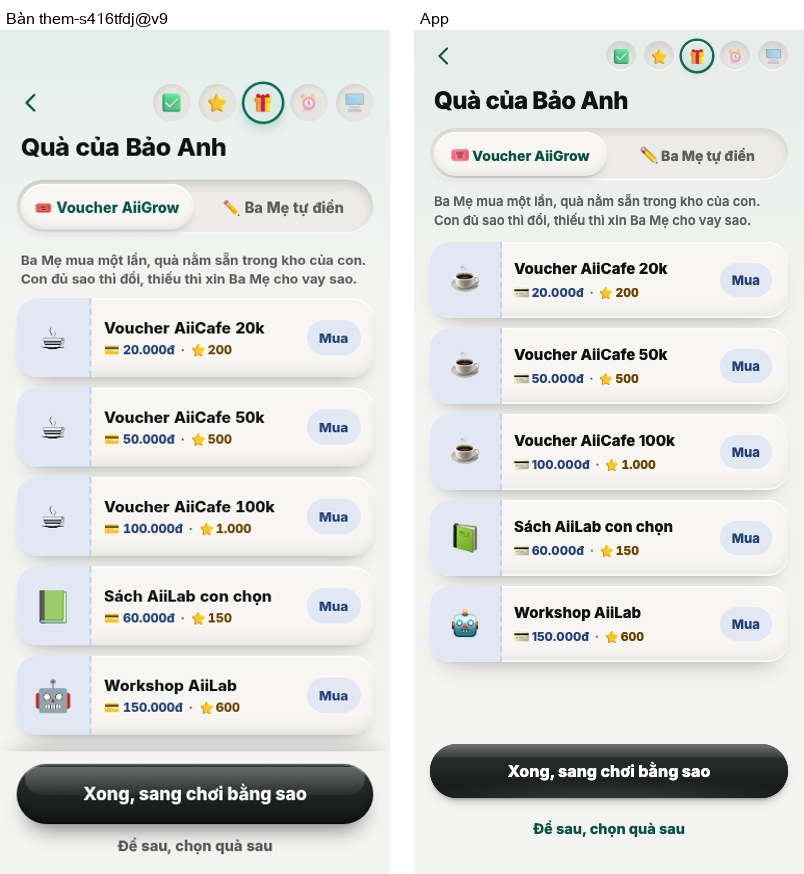 Bản them-s416tfdj@v9
Quà của Bảo Anh
Voucher AiiGrow
Ba Mẹ tự điền
Ba Mẹ mua một lần, quà nằm sẵn trong kho của con.
Con đủ sao thì đổi, thiếu thì xin Ba Mẹ cho vay sao.
Voucher AiiCafe 20k
20.000đ · 200
Mua
Voucher AiiCafe 50k
50.000đ · 500
Mua
Voucher AiiCafe 100k
100.000đ · 1.000
Mua
Sách AiiLab con chọn
60.000đ · 150
Mua
Workshop AiiLab
150.000đ · 600
Mua
Xong, sang chơi bằng sao
Để sau, chọn quà sau
App
Quà của Bảo Anh
Voucher AiiGrow
Ba Mẹ tự điền
Ba Mẹ mua một lần, quà nằm sẵn trong kho của con.
Con đủ sao thì đổi, thiếu thì xin Ba Mẹ cho vay sao.
Voucher AiiCafe 20k
20.000đ · 200
Mua
Voucher AiiCafe 50k
50.000đ · 500
Mua
Voucher AiiCafe 100k
100.000đ · 1.000
Mua
Sách AiiLab con chọn
60.000đ · 150
Mua
Workshop AiiLab
150.000đ · 600
Mua
Xong, sang chơi bằng sao
Để sau, chọn quà sau